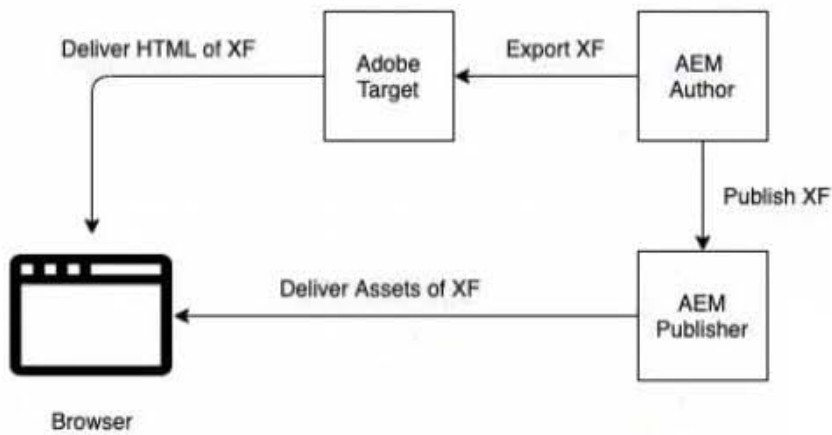 Deliver HTML of XF
Adobe
Target
Export XF
AEM
Author
Publish XF
Deliver Assets of XF
AEM
Publisher
Browser